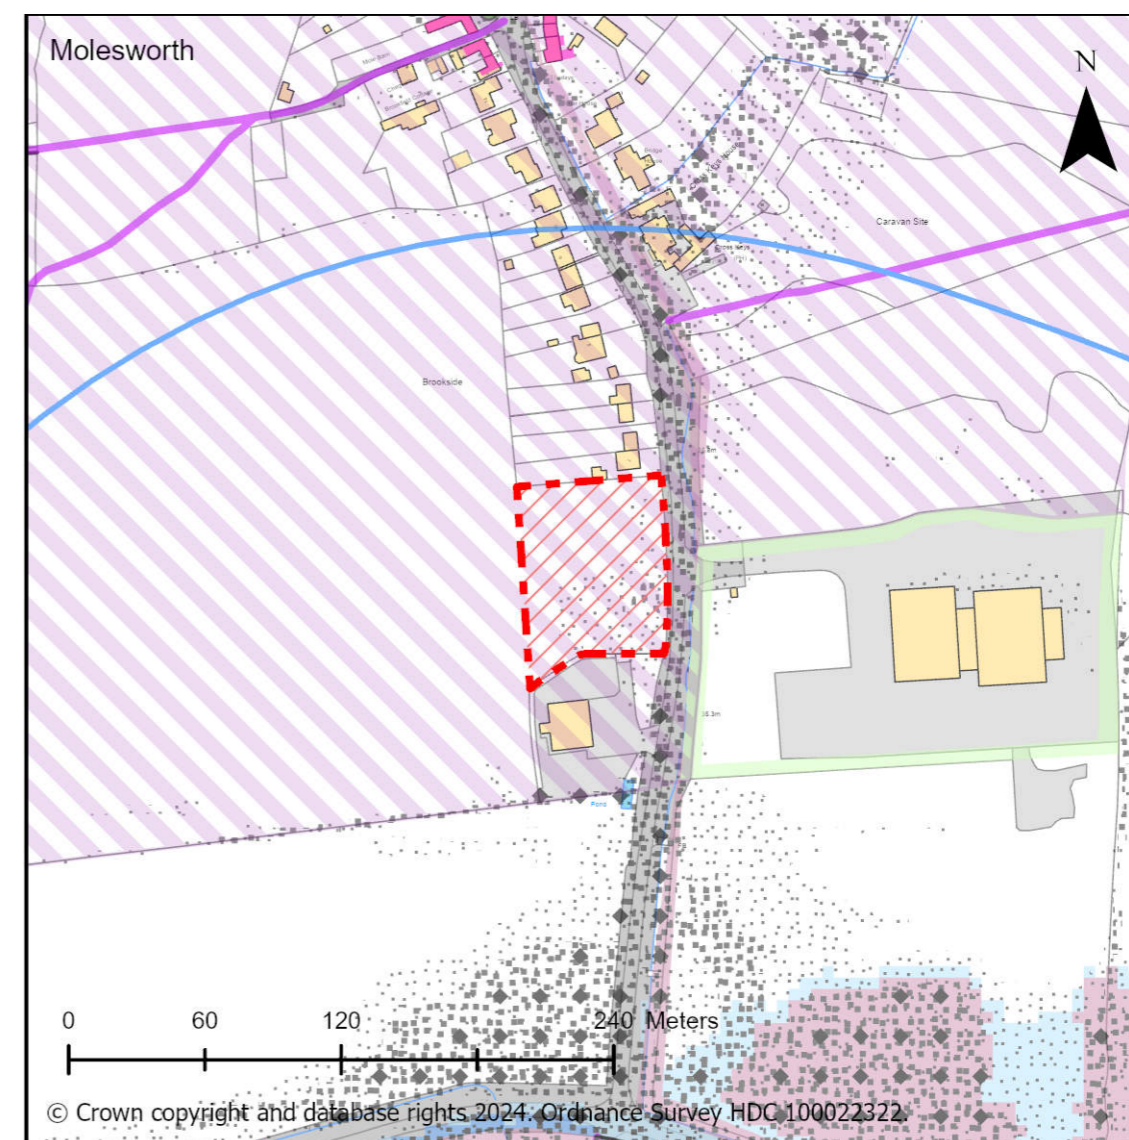 Molesworth
N
Caravan Site
Brookside
Pond
0 60 120 240 Meters
© Crown copyright and database rights 2024. Ordnance Survey HDC 100022322.